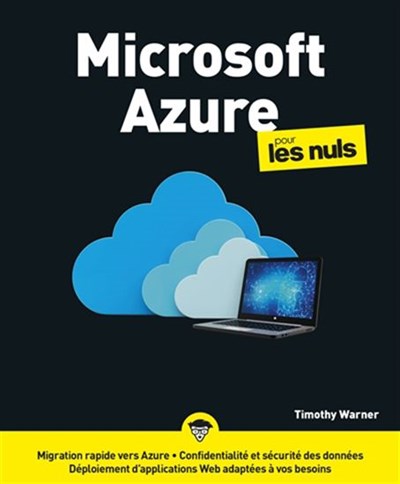 Microsoft
Azure
pour
les nuls
Timothy Warner
Migration rapide vers Azure • Confidentialité et sécurité des données
Déploiement d'applications Web adaptées à vos besoins